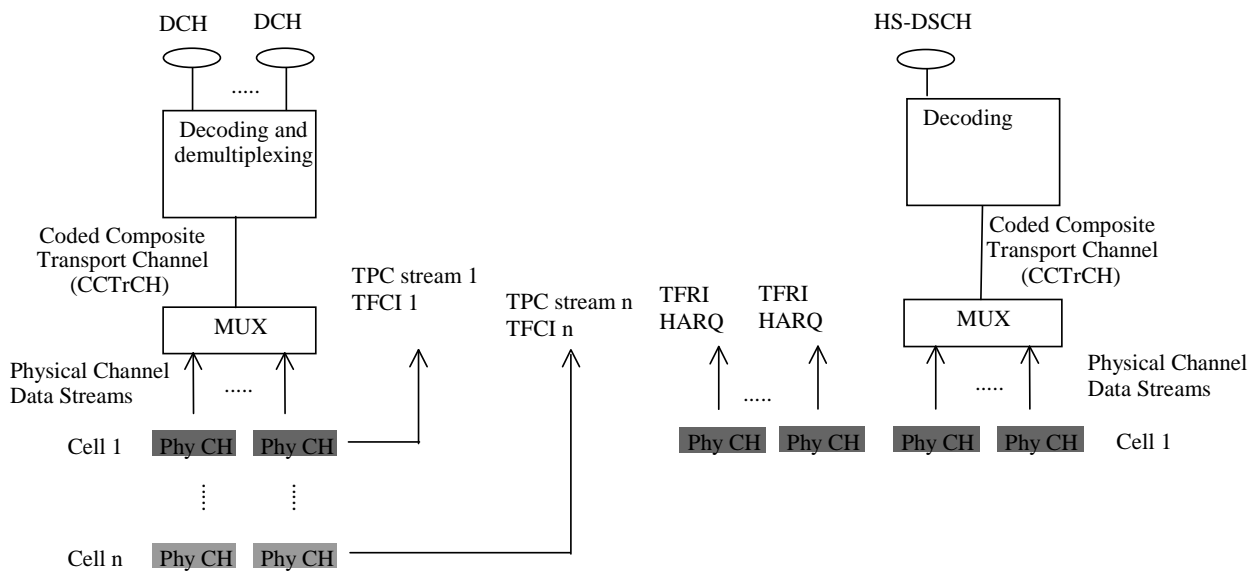 DCH DCH
.....
Decoding and
demultiplexing
Coded Composite
Transport Channel
(CCTrCH)
MUX
Physical Channel
Data Streams
.....
Cell 1 Phy CH Phy CH
Cell n Phy CH Phy CH
TPC stream 1
TFCI 1
TPC stream n
TFCI n
HS-DSCH
Decoding
Coded Composite
Transport Channel
(CCTrCH)
TFRI
HARQ
TFRI
HARQ
MUX
Physical Channel
Data Streams
.....
.....
Phy CH Phy CH Phy CH Phy CH Cell 1